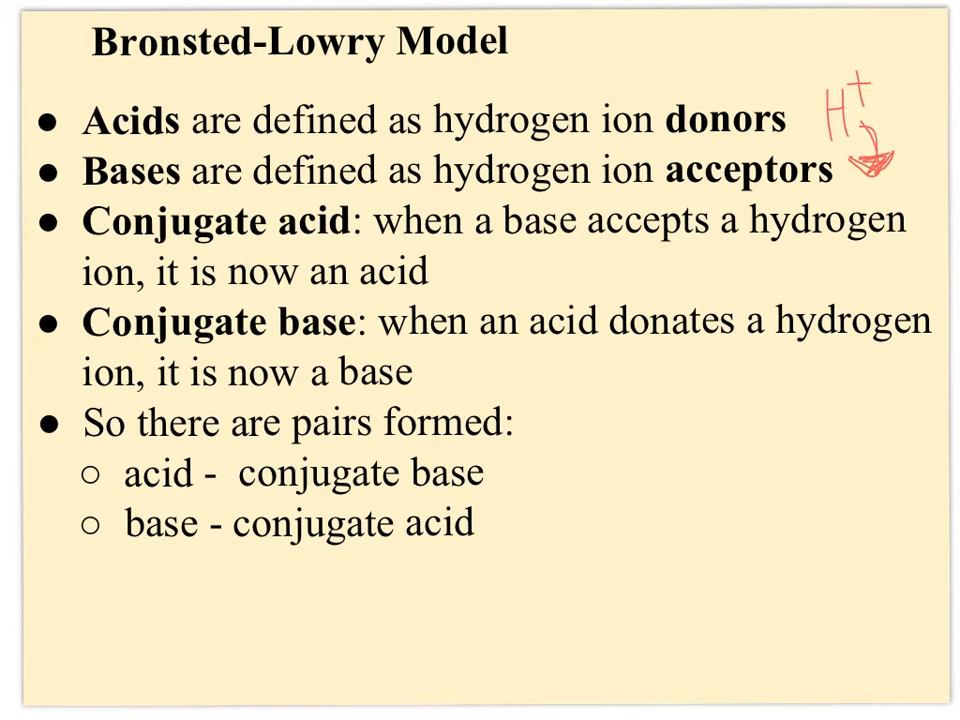 Bronsted-Lowry Model
● Acids are defined as hydrogen ion donors H+
● Bases are defined as hydrogen ion acceptors
● Conjugate acid: when a base accepts a hydrogen
ion, it is now an acid
● Conjugate base: when an acid donates a hydrogen
ion, it is now a base
● So there are pairs formed:
○ acid - conjugate base
○ base - conjugate acid